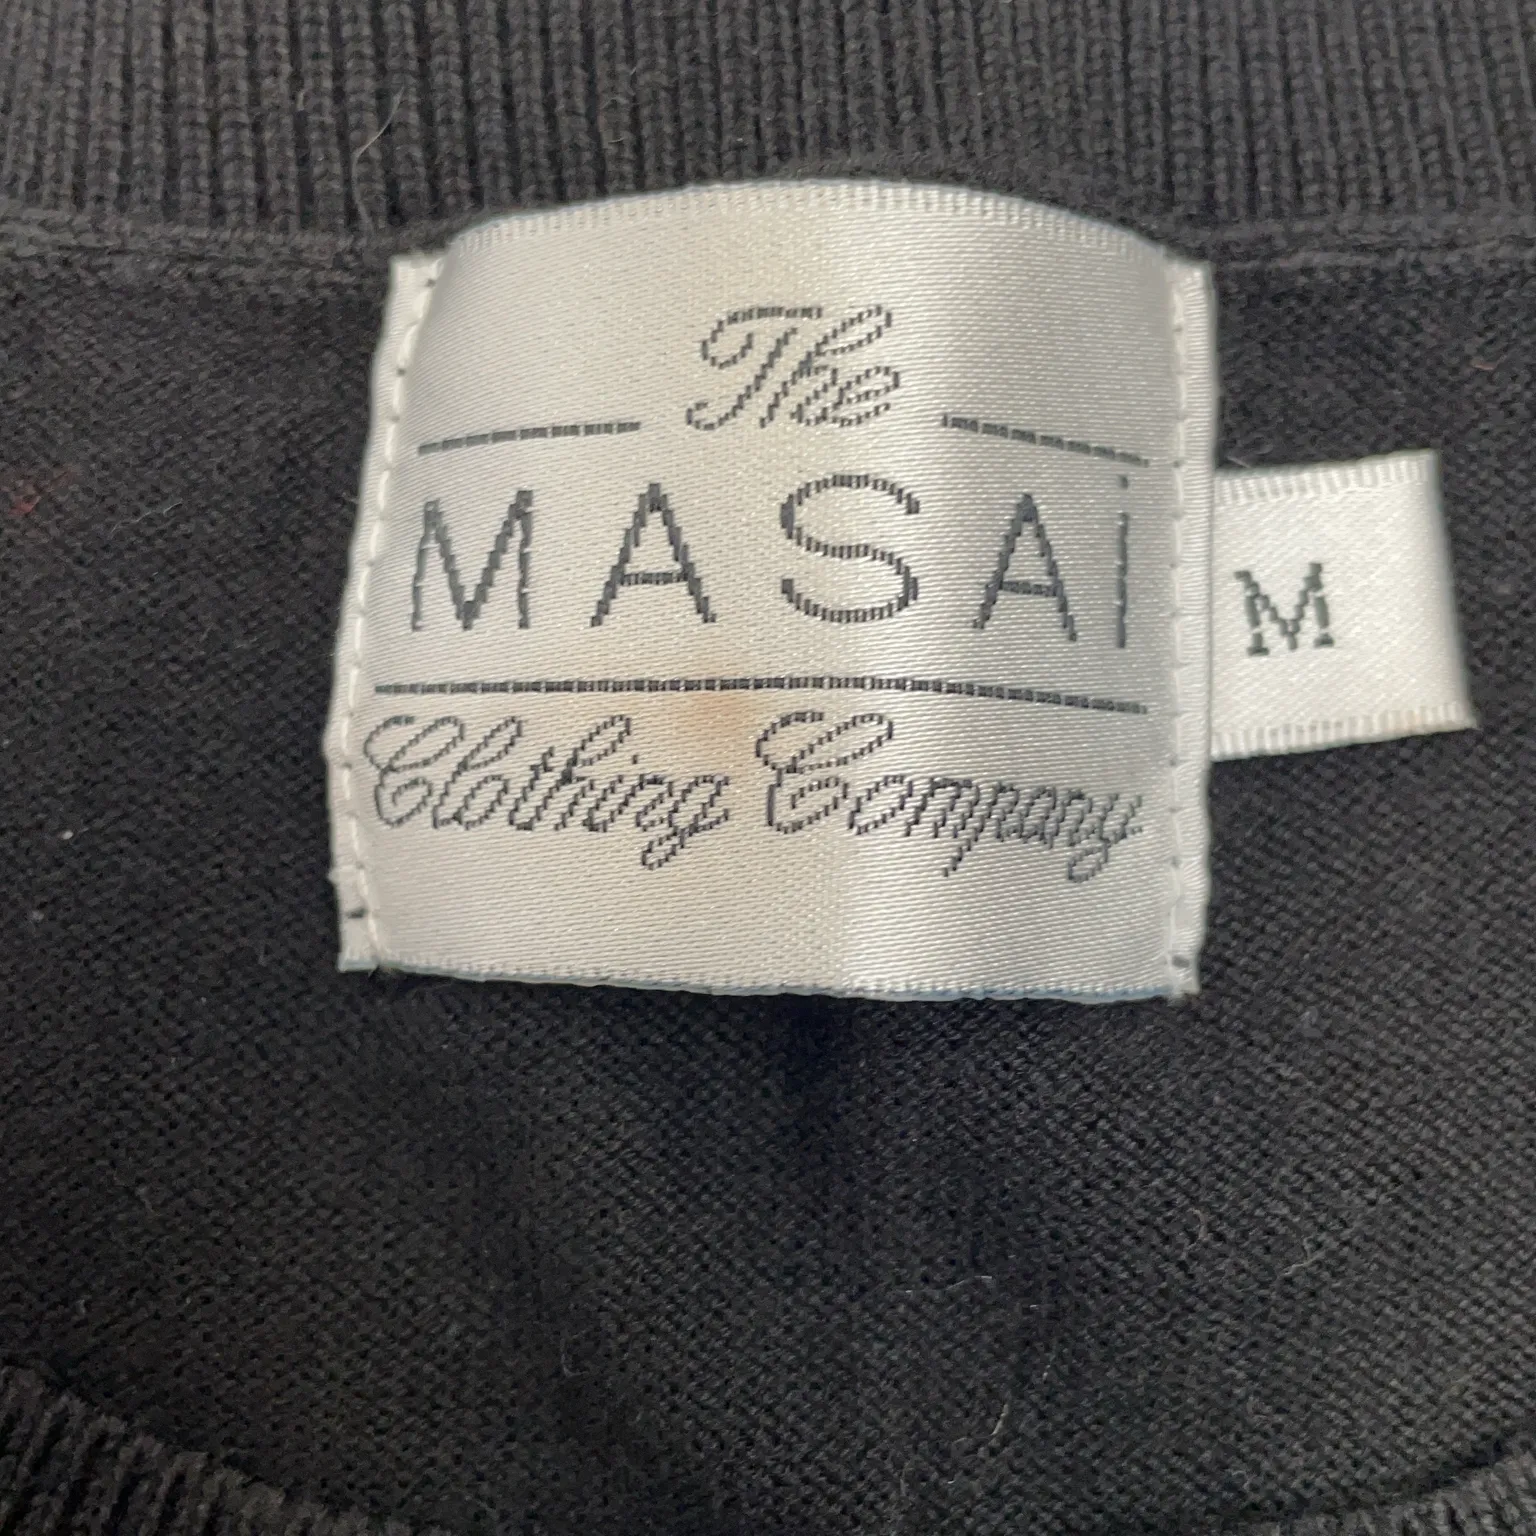 The
MASAi
Clothing Company
M